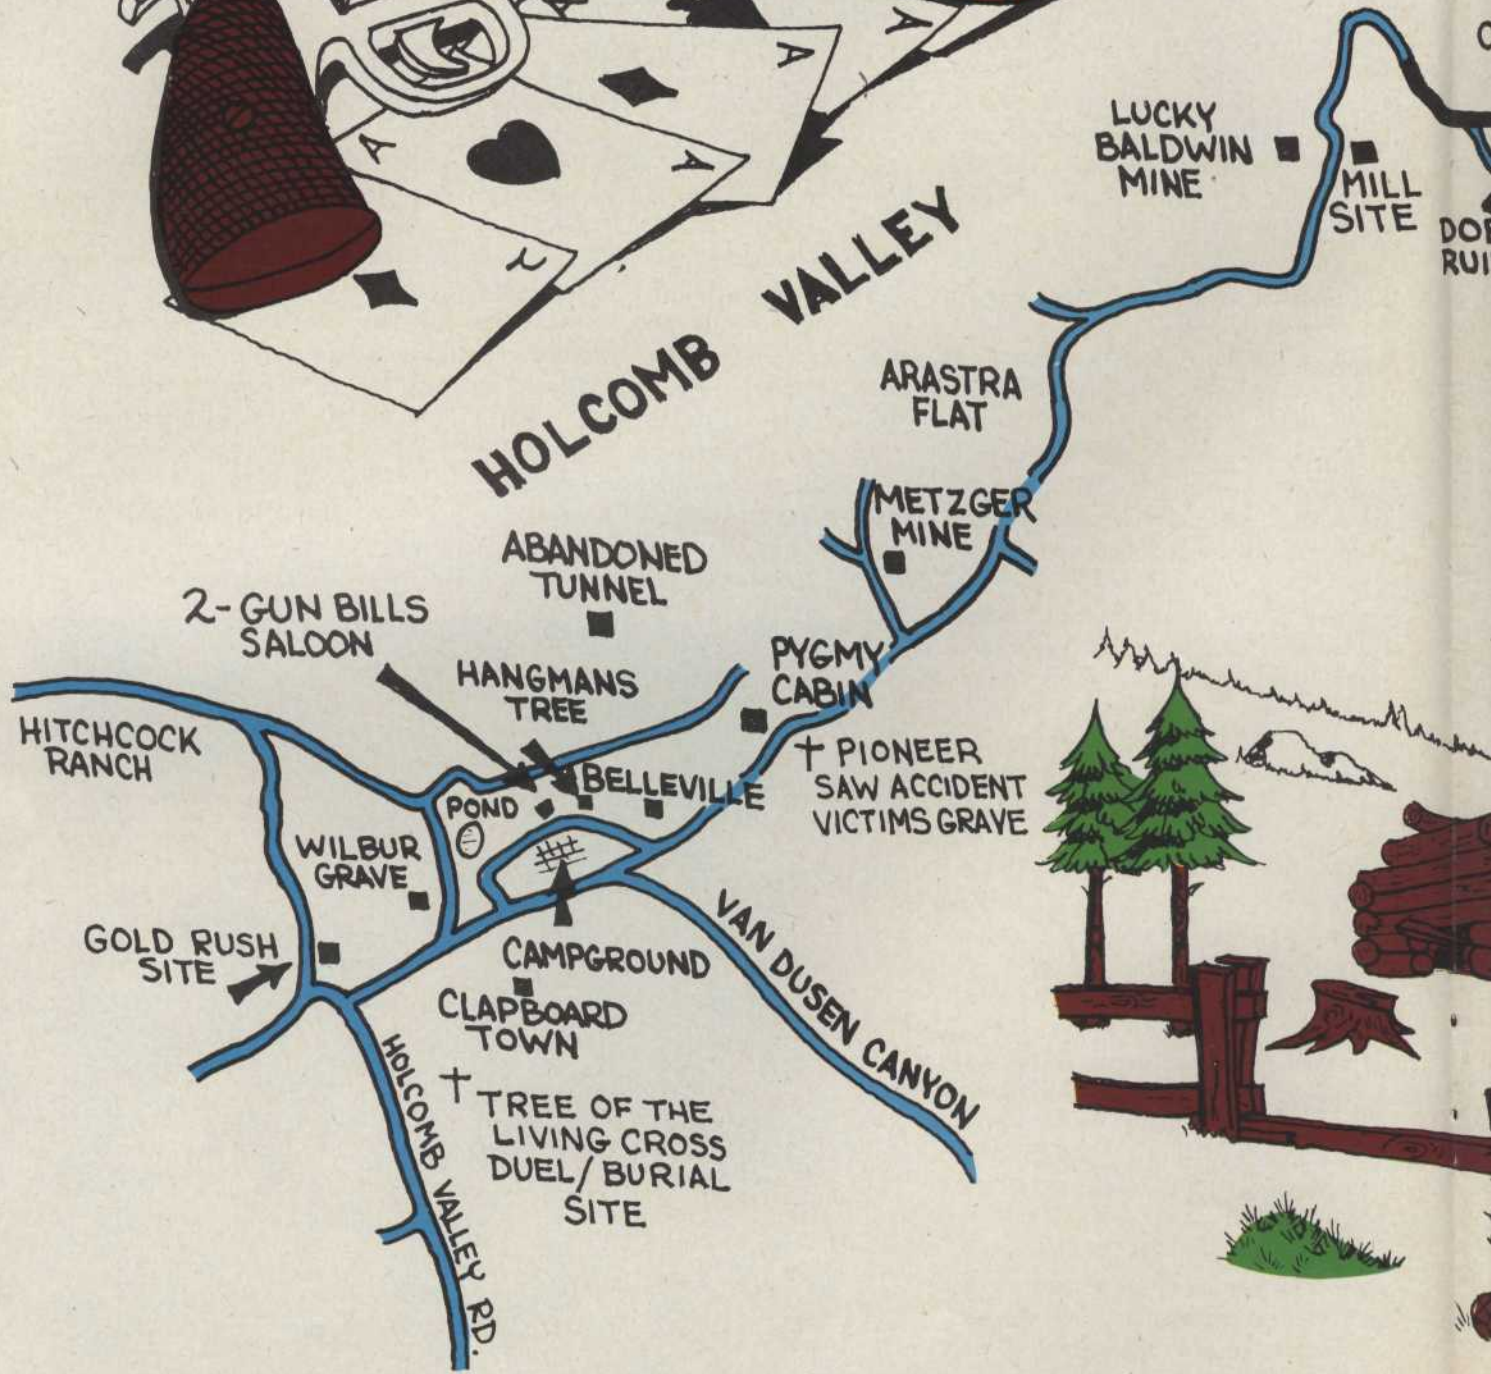 A
A
A
A
LUCKY
BALDWIN
MINE
MILL
SITE
HOLCOMB VALLEY
ARASTRA
FLAT
METZGER
MINE
ABANDONED
TUNNEL
2-GUN BILLS
SALOON
HANGMANS
TREE
PYGMY
CABIN
HITCHCOCK
RANCH
† PIONEER
SAW ACCIDENT
VICTIMS GRAVE
BELLEVILLE
POND
WILBUR
GRAVE
GOLD RUSH
SITE
CAMPGROUND
CLAPBOARD
TOWN
VAN DUSEN CANYON
† TREE OF THE
LIVING CROSS
DUEL/BURIAL
SITE
HOLCOMB VALLEY RD.